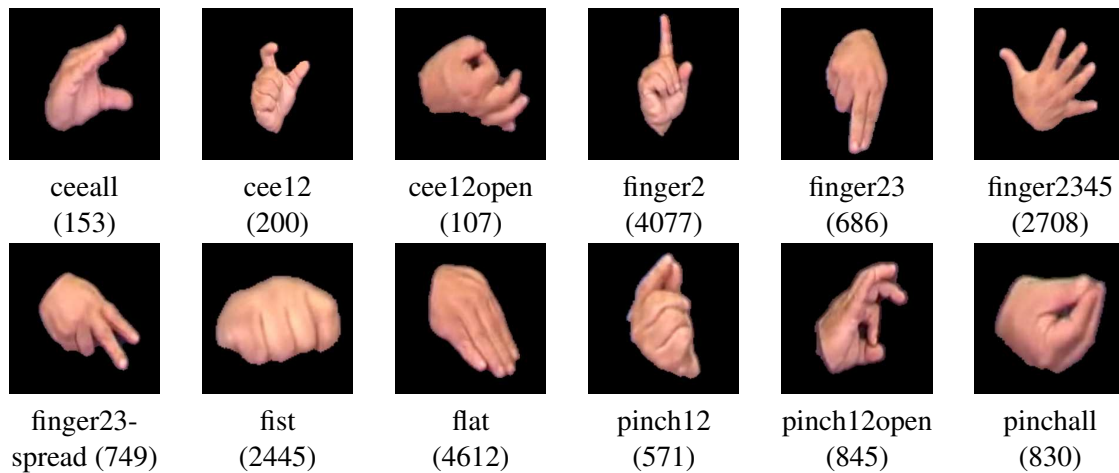 ceeall cee12 cee12open finger2 finger23 finger2345
(153) (200) (107) (4077) (686) (2708)
finger23- fist flat pinch12 pinch12open pinchall
spread (749) (2445) (4612) (571) (845) (830)